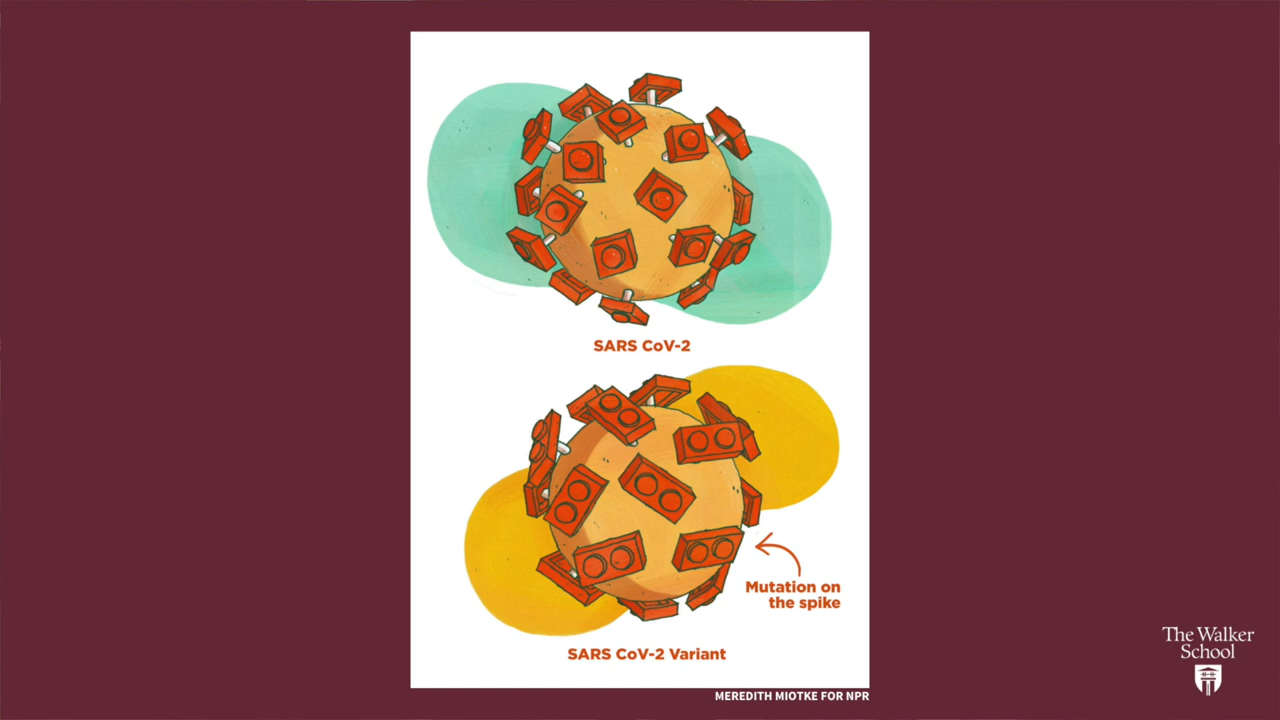 SARS CoV-2
Mutation on
the spike
SARS CoV-2 Variant
MEREDITH MIOTKE FOR NPR
The Walker
School